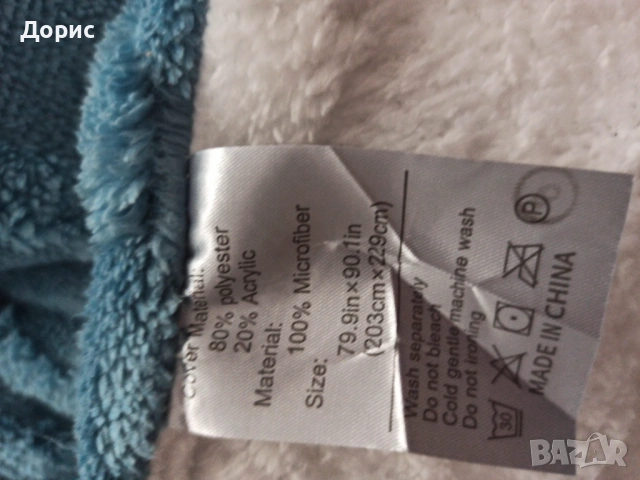 Дорис
Cover Material:
80% polyester
20% Acrylic
Material:
100% Microfiber
Size:
79.9in×90.1in
(203cm×229cm)
Wash separately
Do not bleach
Cold gentle machine wash
Do not ironing
30
P
MADE IN CHINA
BAZAR